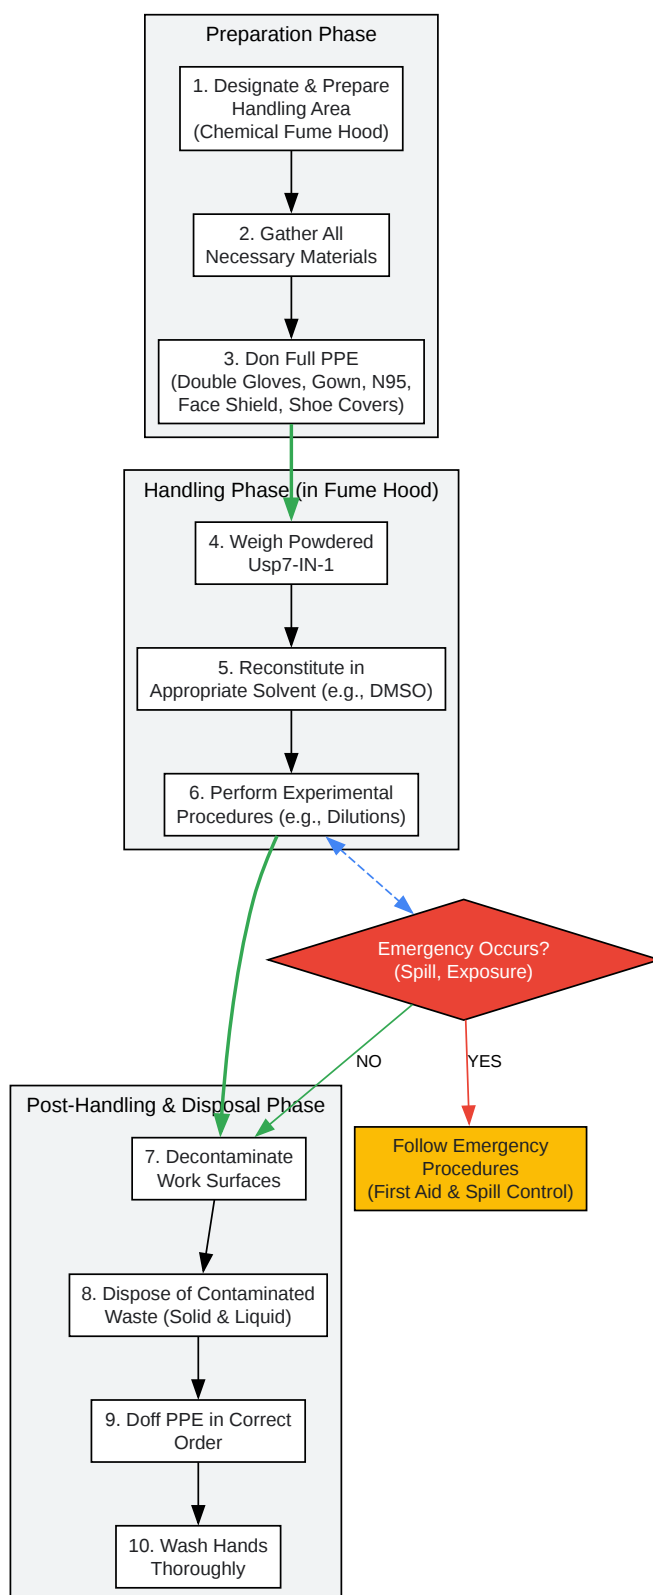 Preparation Phase
1. Designate & Prepare
Handling Area
(Chemical Fume Hood)
2. Gather All
Necessary Materials
3. Don Full PPE
(Double Gloves, Gown, N95,
Face Shield, Shoe Covers)
Handling Phase (in Fume Hood)
4. Weigh Powdered
Usp7-IN-1
5. Reconstitute in
Appropriate Solvent (e.g., DMSO)
6. Perform Experimental
Procedures (e.g., Dilutions)
Emergency Occurs?
(Spill, Exposure)
NO
YES
Post-Handling & Disposal Phase
7. Decontaminate
Work Surfaces
Follow Emergency
Procedures
(First Aid & Spill Control)
8. Dispose of Contaminated
Waste (Solid & Liquid)
9. Doff PPE in Correct
Order
10. Wash Hands
Thoroughly